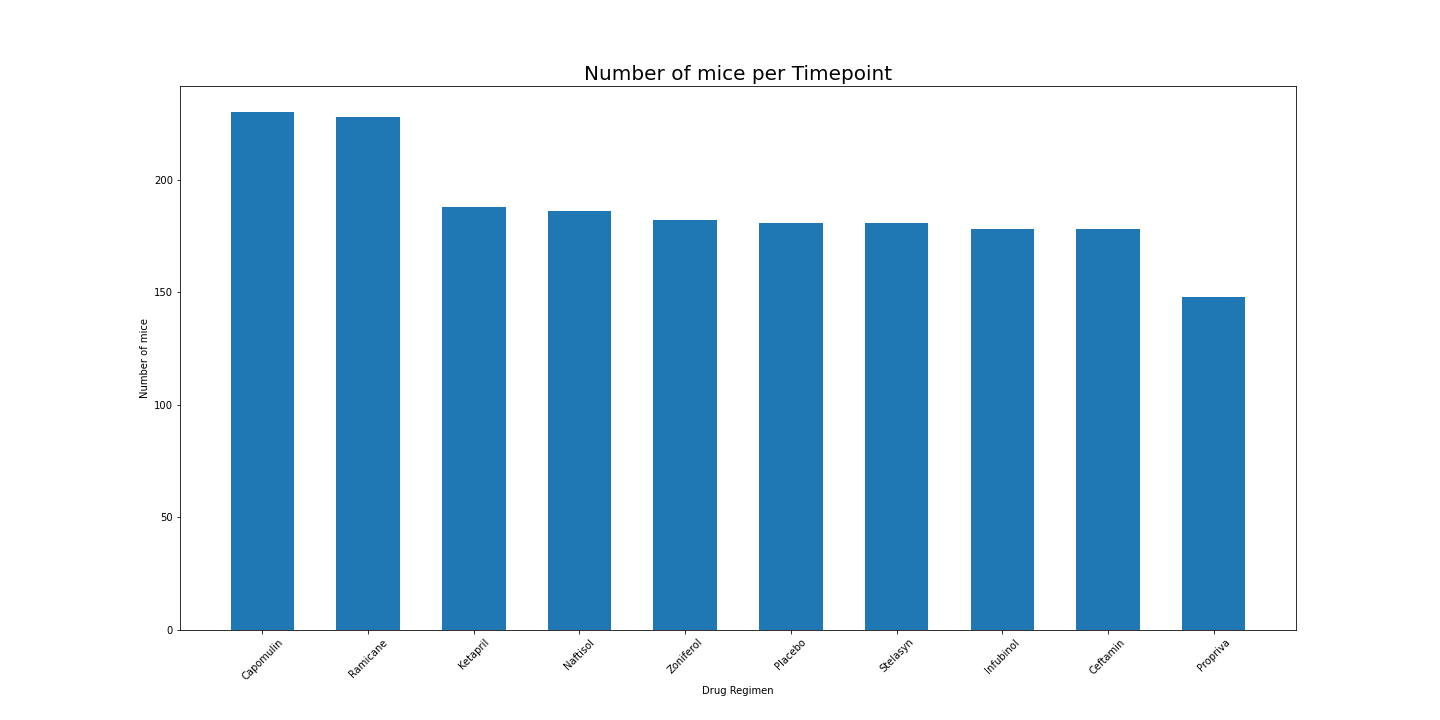 Number of mice per Timepoint
Number of mice
200
150
100
50
0
Capomulin
Ramicane
Ketapril
Naftisol
Zoniferol
Placebo
Stelasyn
Infubinol
Ceftamin
Propriva
Drug Regimen